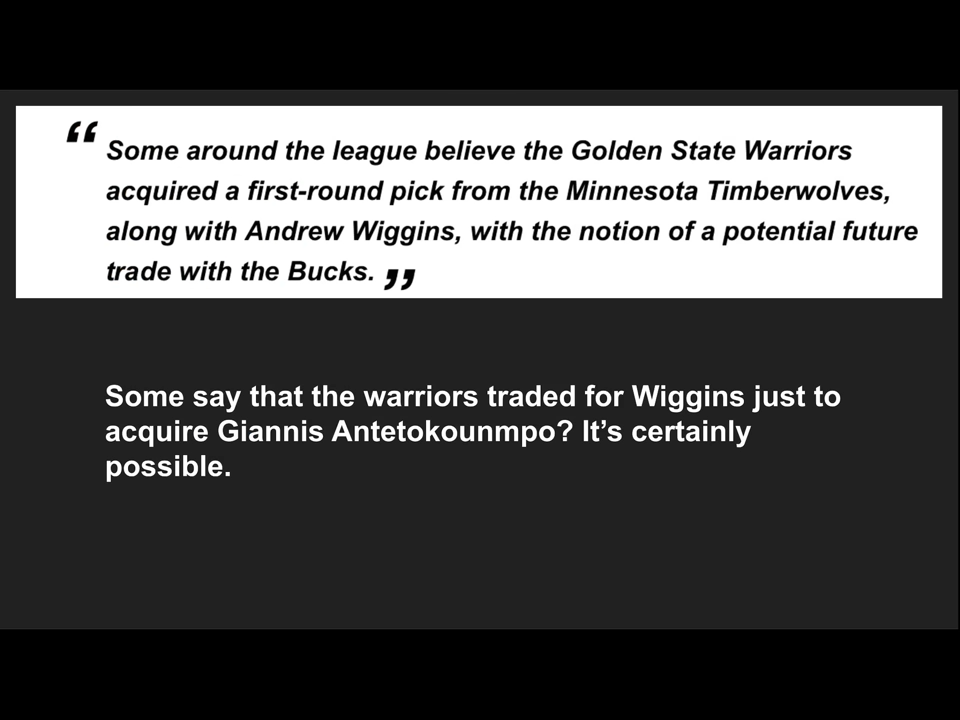 “ Some around the league believe the Golden State Warriors
acquired a first-round pick from the Minnesota Timberwolves,
along with Andrew Wiggins, with the notion of a potential future
trade with the Bucks. ”
Some say that the warriors traded for Wiggins just to
acquire Giannis Antetokounmpo? It’s certainly
possible.